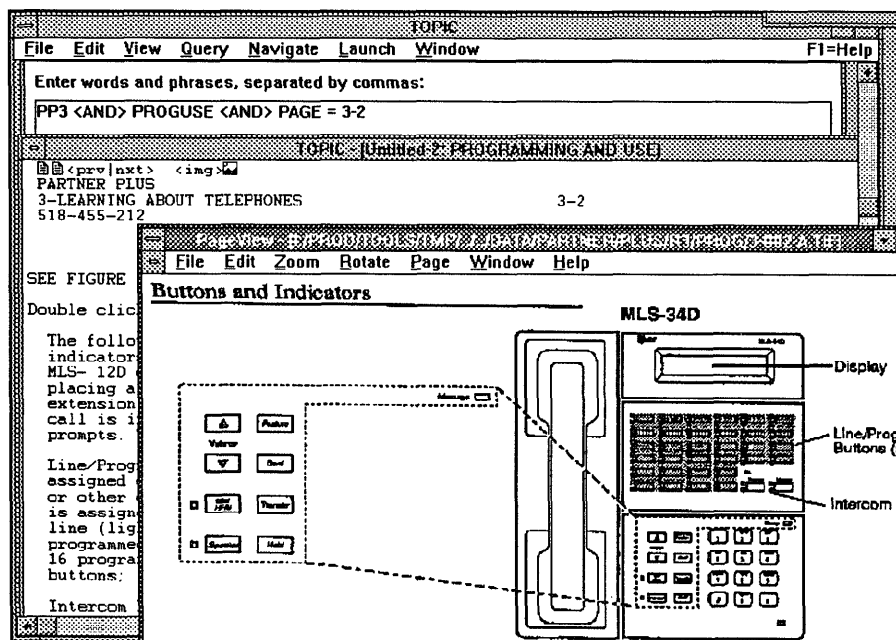 TOPIC
File Edit View Query Navigate Launch Window F1=Help
Enter words and phrases, separated by commas:
PP3 <AND> PROGUSE <AND> PAGE = 3-2
TOPIC - [Untitled-2: PROGRAMMING AND USE]
<prv|nxt> <img>
PARTNER PLUS
3-LEARNING ABOUT TELEPHONES 3-2
518-455-212
SEE FIGURE
Double clic
The follo
indicator
MLS- 12D
placing a
extension
call is i
prompts.
Line/Prog
assigned
or other
is assign
line (lig
programme
16 progra
buttons;
Intercom
File Edit Zoom Rotate Page Window Help
Buttons and Indicators
MLS-34D
Message
Feature
Volume
Transfer
Speaker Hold
Display
Line/Prog
Buttons (
Intercom